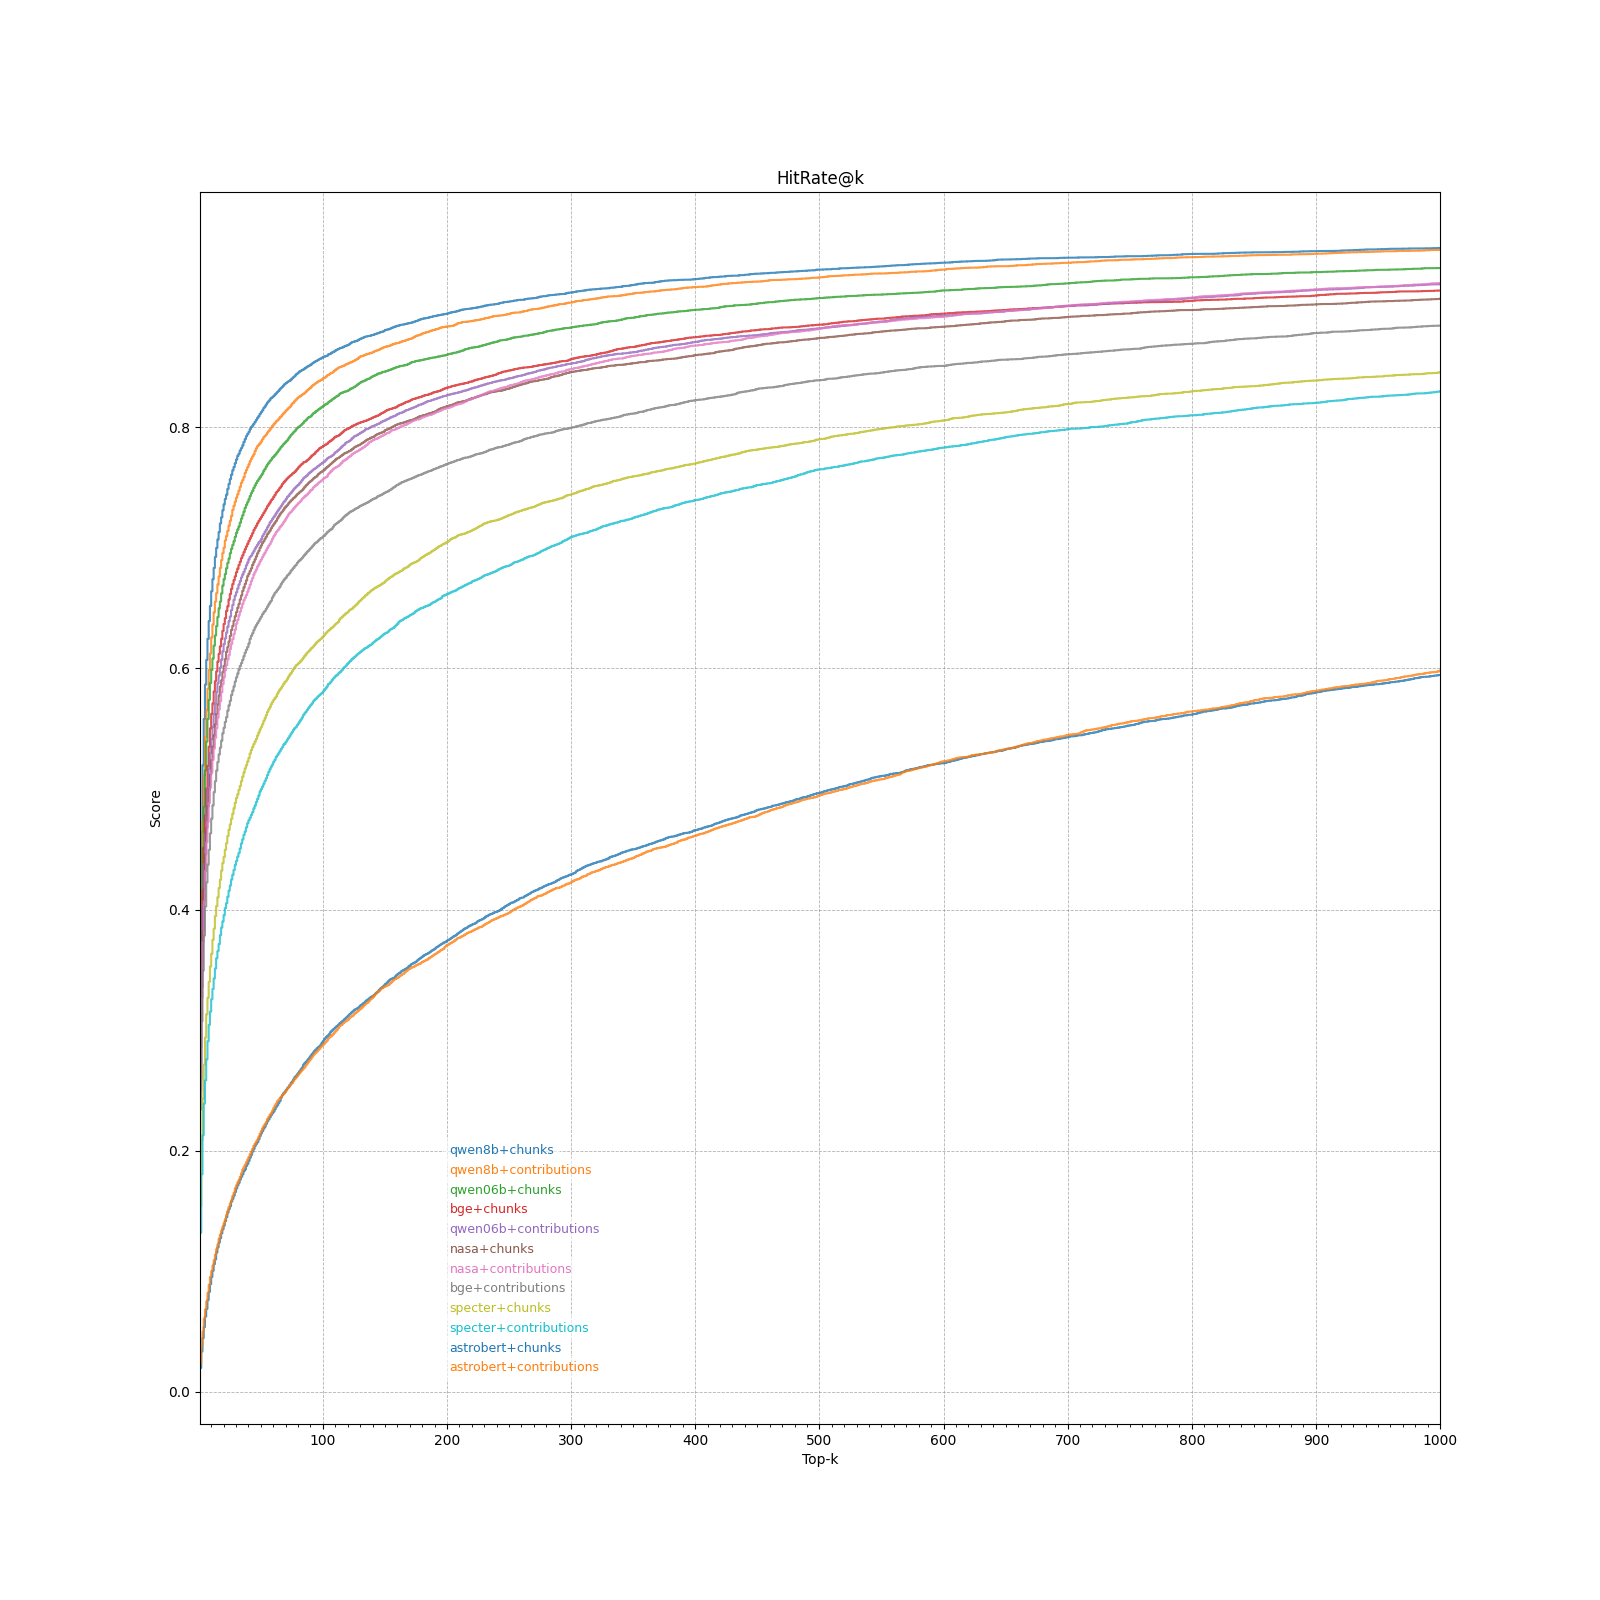 HitRate@k
Score
0.8
0.6
0.4
0.2
0.0
qwen8b+chunks
qwen8b+contributions
qwen06b+chunks
bge+chunks
qwen06b+contributions
nasa+chunks
nasa+contributions
bge+contributions
specter+chunks
specter+contributions
astrobert+chunks
astrobert+contributions
100 200 300 400 500 600 700 800 900 1000
Top-k